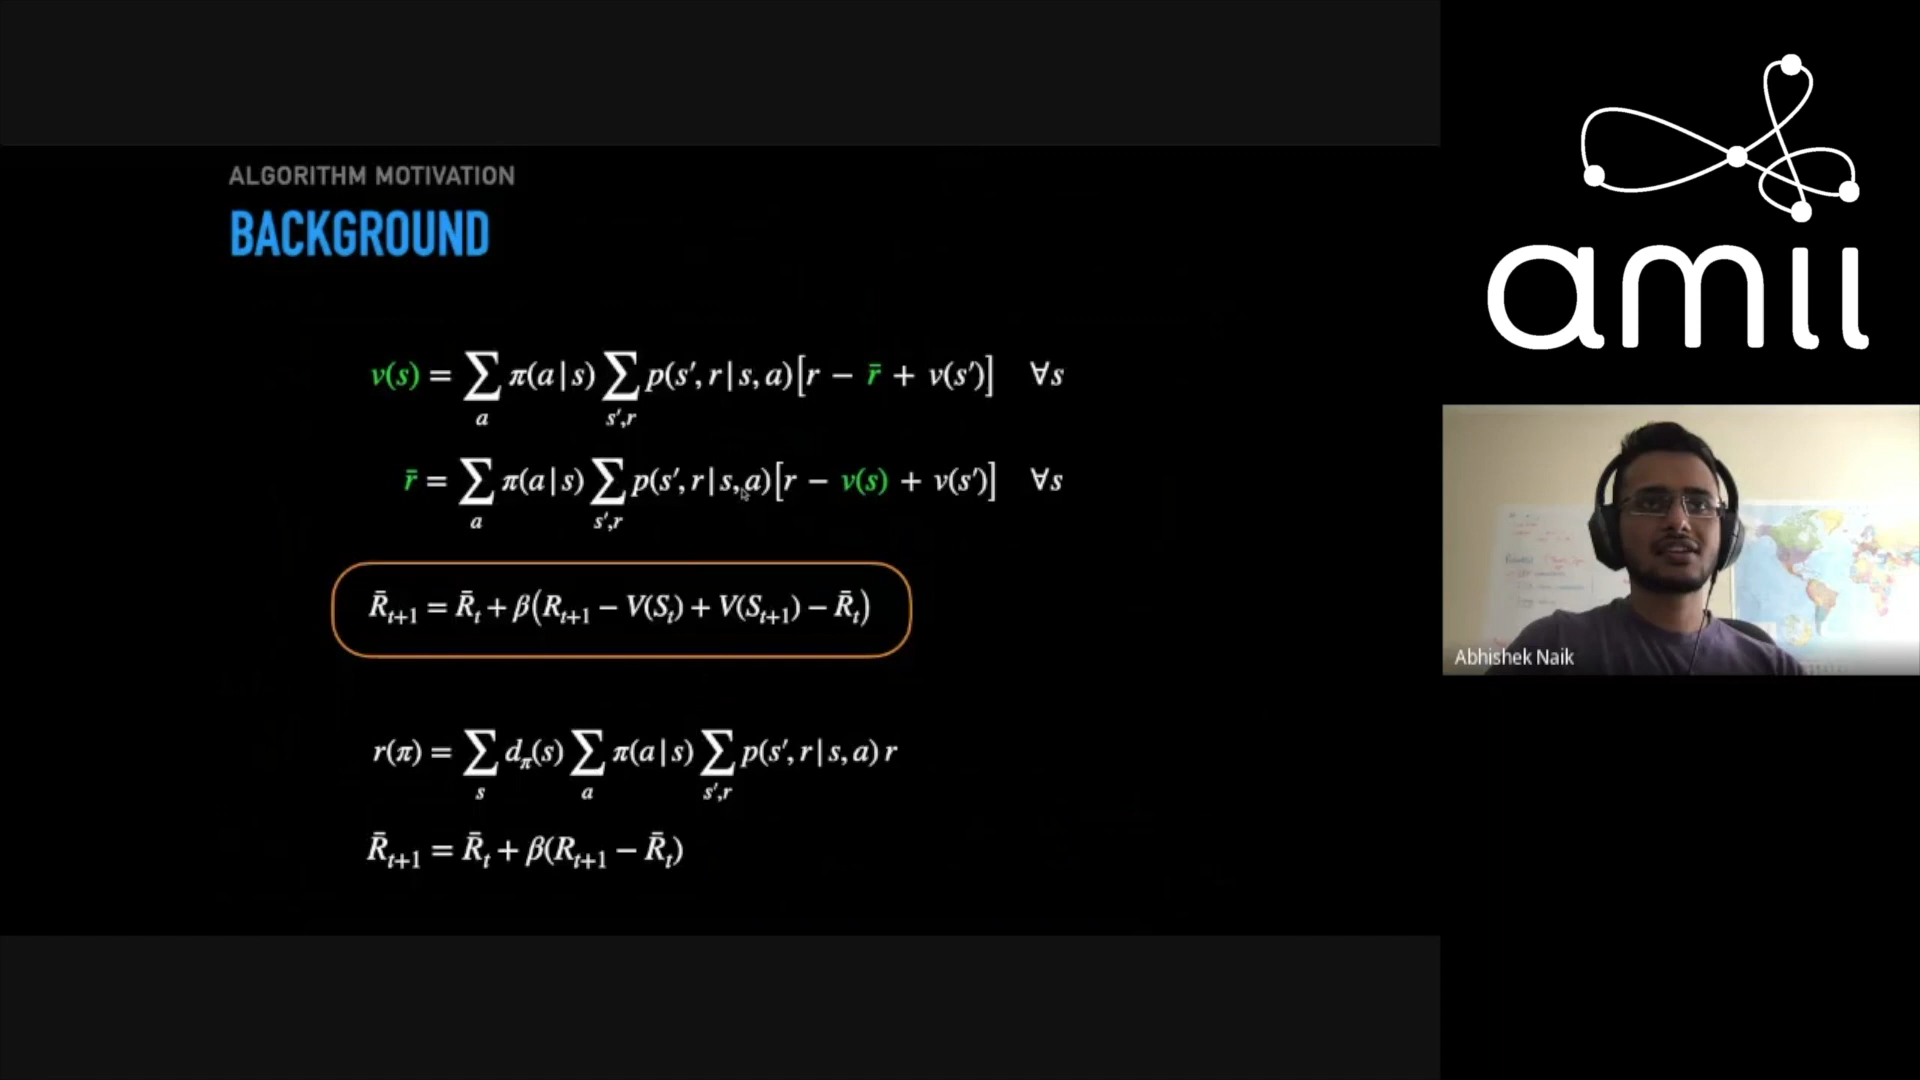 ALGORITHM MOTIVATION
BACKGROUND
v(s) = ∑_a π(a|s) ∑_{s',r} p(s', r|s, a)[r − r̄ + v(s')] ∀s
r̄ = ∑_a π(a|s) ∑_{s',r} p(s', r|s, a)[r − v(s) + v(s')] ∀s
R̄_{t+1} = R̄_t + β(R_{t+1} − V(S_t) + V(S_{t+1}) − R̄_t)
r(π) = ∑_s d_π(s) ∑_a π(a|s) ∑_{s',r} p(s', r|s, a) r
R̄_{t+1} = R̄_t + β(R_{t+1} − R̄_t)
amii
Abhishek Naik